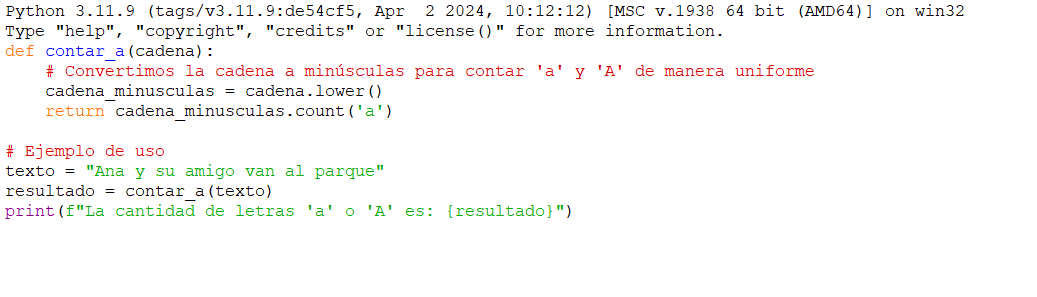 Python 3.11.9 (tags/v3.11.9:de54cf5, Apr  2 2024, 10:12:12) [MSC v.1938 64 bit (AMD64)] on win32
Type "help", "copyright", "credits" or "license()" for more information.
def contar_a(cadena):
    # Convertimos la cadena a minúsculas para contar 'a' y 'A' de manera uniforme
    cadena_minusculas = cadena.lower()
    return cadena_minusculas.count('a')

# Ejemplo de uso
texto = "Ana y su amigo van al parque"
resultado = contar_a(texto)
print(f"La cantidad de letras 'a' o 'A' es: {resultado}")